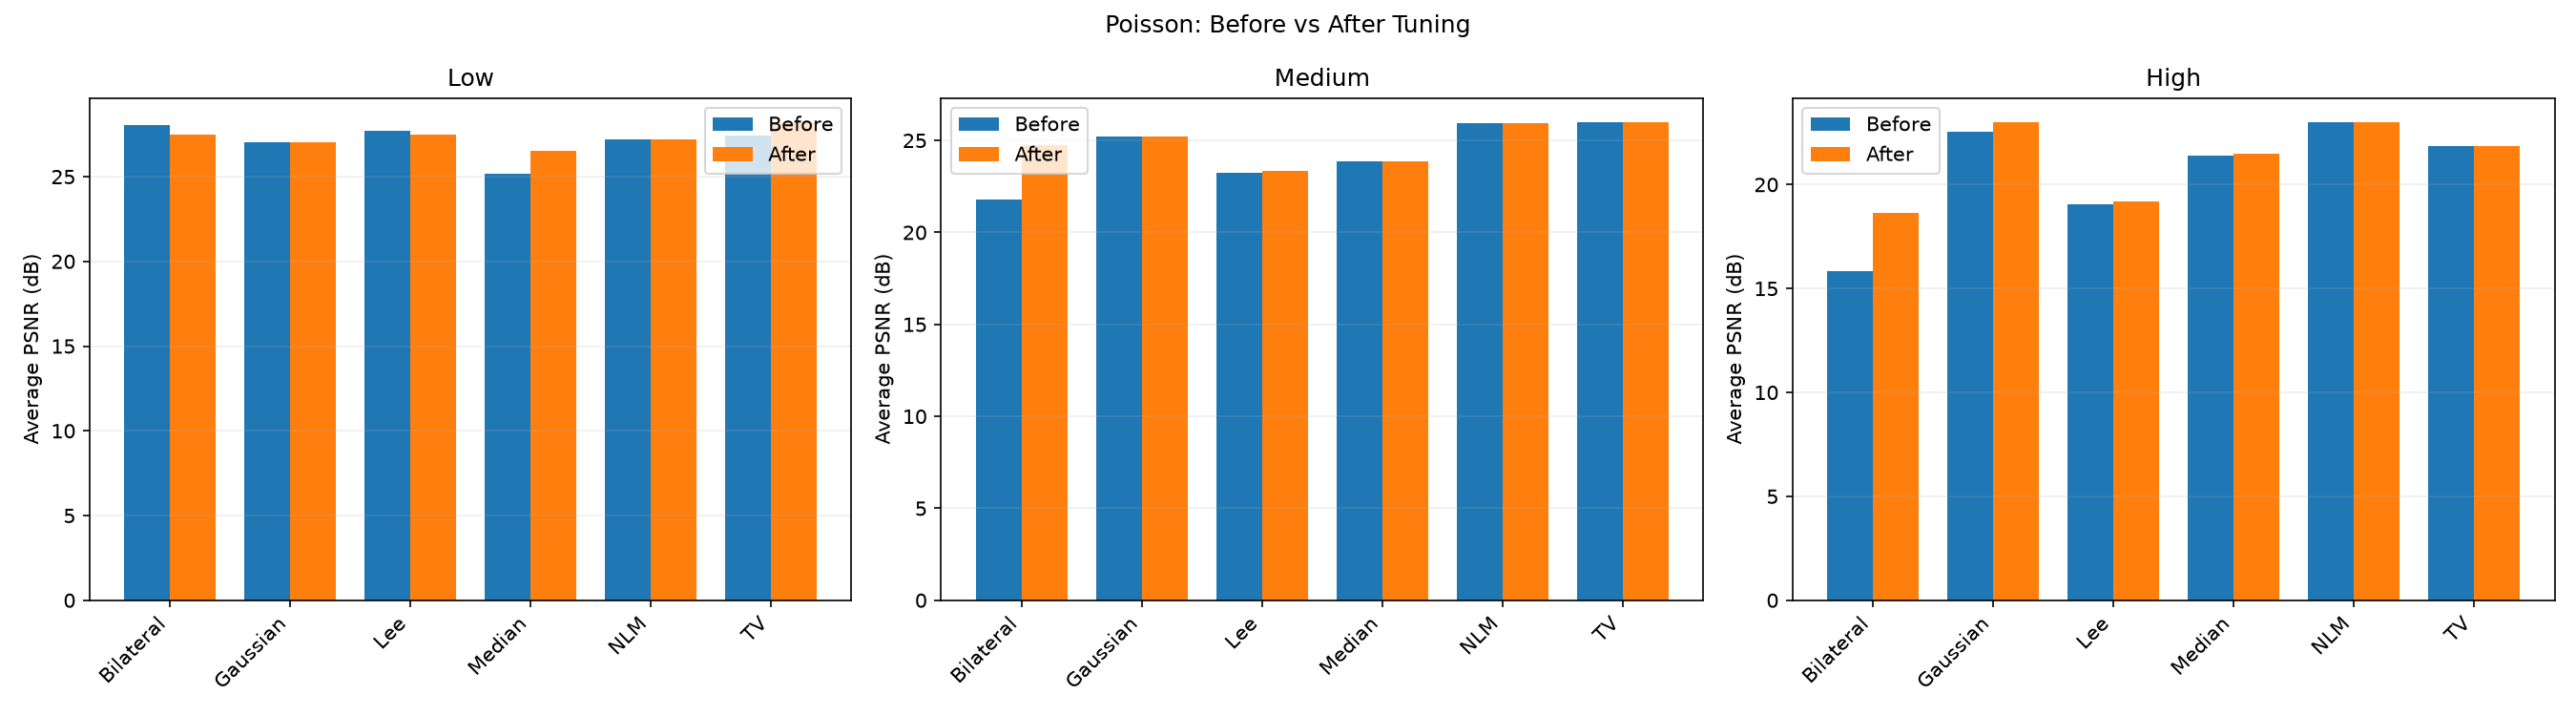 Poisson: Before vs After Tuning
Low
Average PSNR (dB)
25
20
15
10
5
0
Before
After
Bilateral
Gaussian
Lee
Median
NLM
TV
Medium
Average PSNR (dB)
25
20
15
10
5
0
Before
After
Bilateral
Gaussian
Lee
Median
NLM
TV
High
Average PSNR (dB)
20
15
10
5
0
Before
After
Bilateral
Gaussian
Lee
Median
NLM
TV